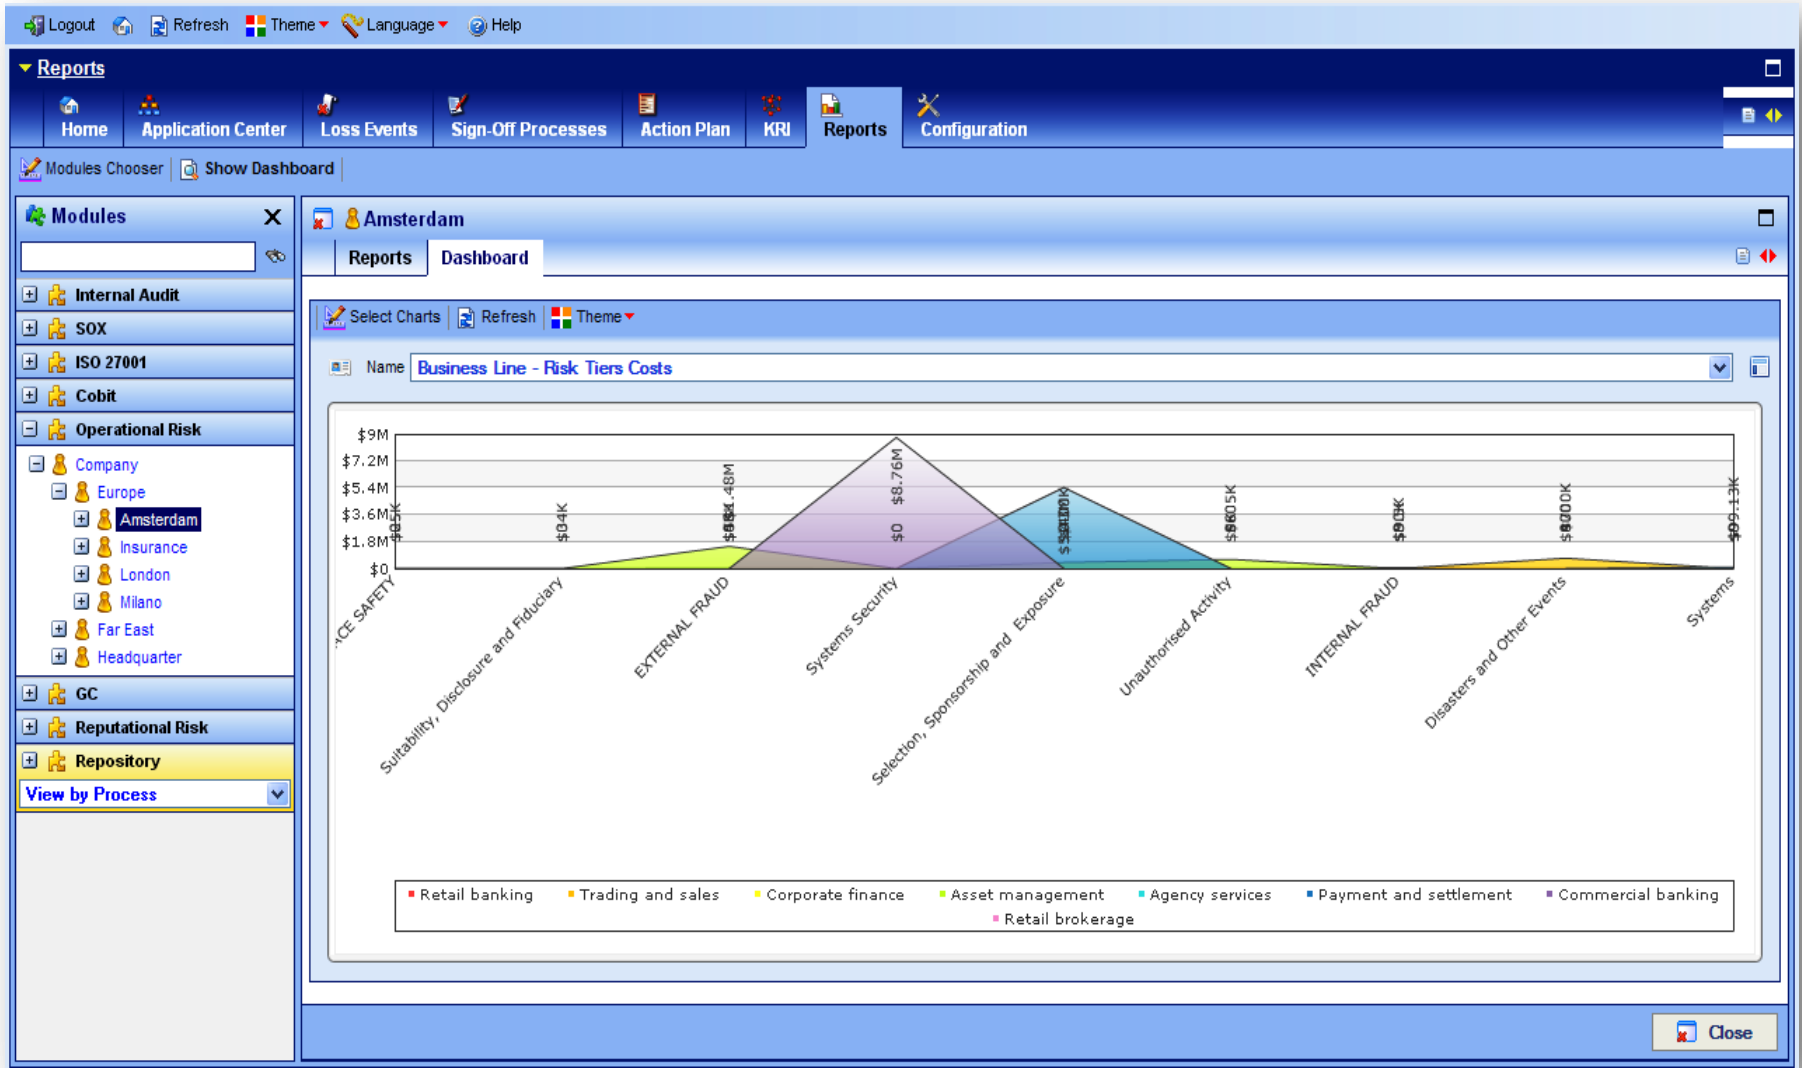 Logout Refresh Theme Language Help
Reports
Home Application Center Loss Events Sign-Off Processes Action Plan KRI Reports Configuration
Modules Chooser Show Dashboard
Modules X
Internal Audit
SOX
ISO 27001
Cobit
Operational Risk
Company
Europe
Amsterdam
Insurance
London
Milano
Far East
Headquarter
GC
Reputational Risk
Repository
View by Process
Amsterdam
Reports Dashboard
Select Charts Refresh Theme
Name Business Line - Risk Tiers Costs
$9M
$7.2M
$5.4M
$3.6M
$1.8M
$0
$0 $8.76M
ACE SAFETY
Suitability, Disclosure and Fiduciary
EXTERNAL FRAUD
Systems Security
Selection, Sponsorship and Exposure
Unauthorised Activity
INTERNAL FRAUD
Disasters and Other Events
Systems
Retail banking Trading and sales Corporate finance Asset management Agency services Payment and settlement Commercial banking
Retail brokerage
Close